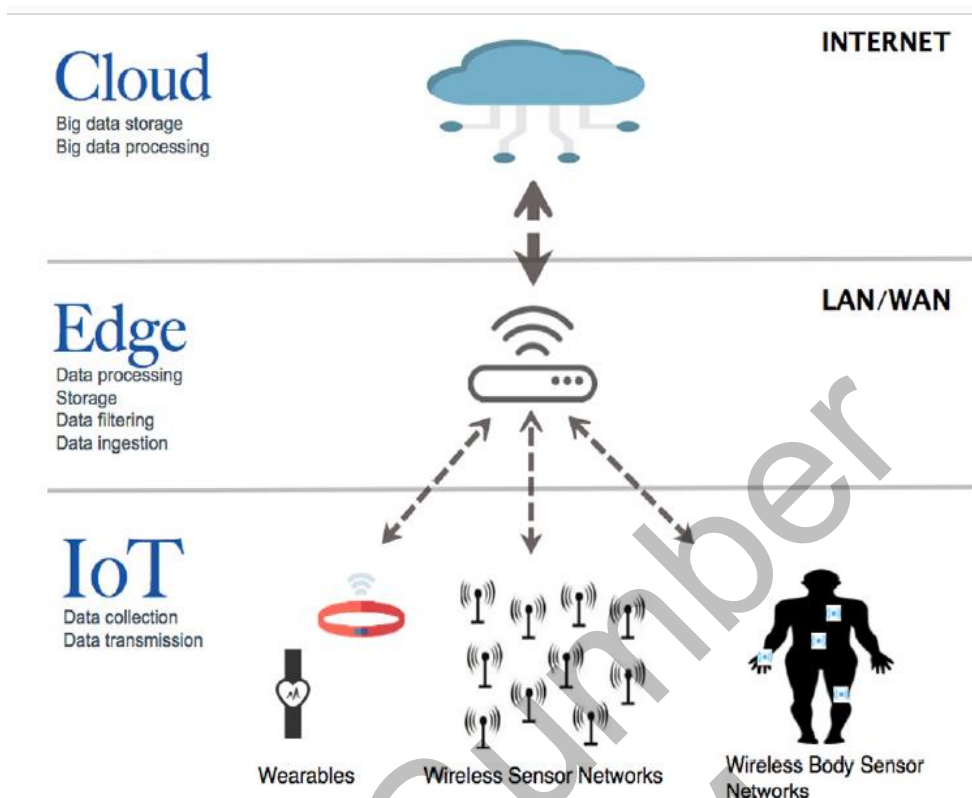 Cloud
Big data storage
Big data processing
INTERNET
Edge
Data processing
Storage
Data filtering
Data ingestion
LAN/WAN
IoT
Data collection
Data transmission
Wearables
Wireless Sensor Networks
Wireless Body Sensor
Networks